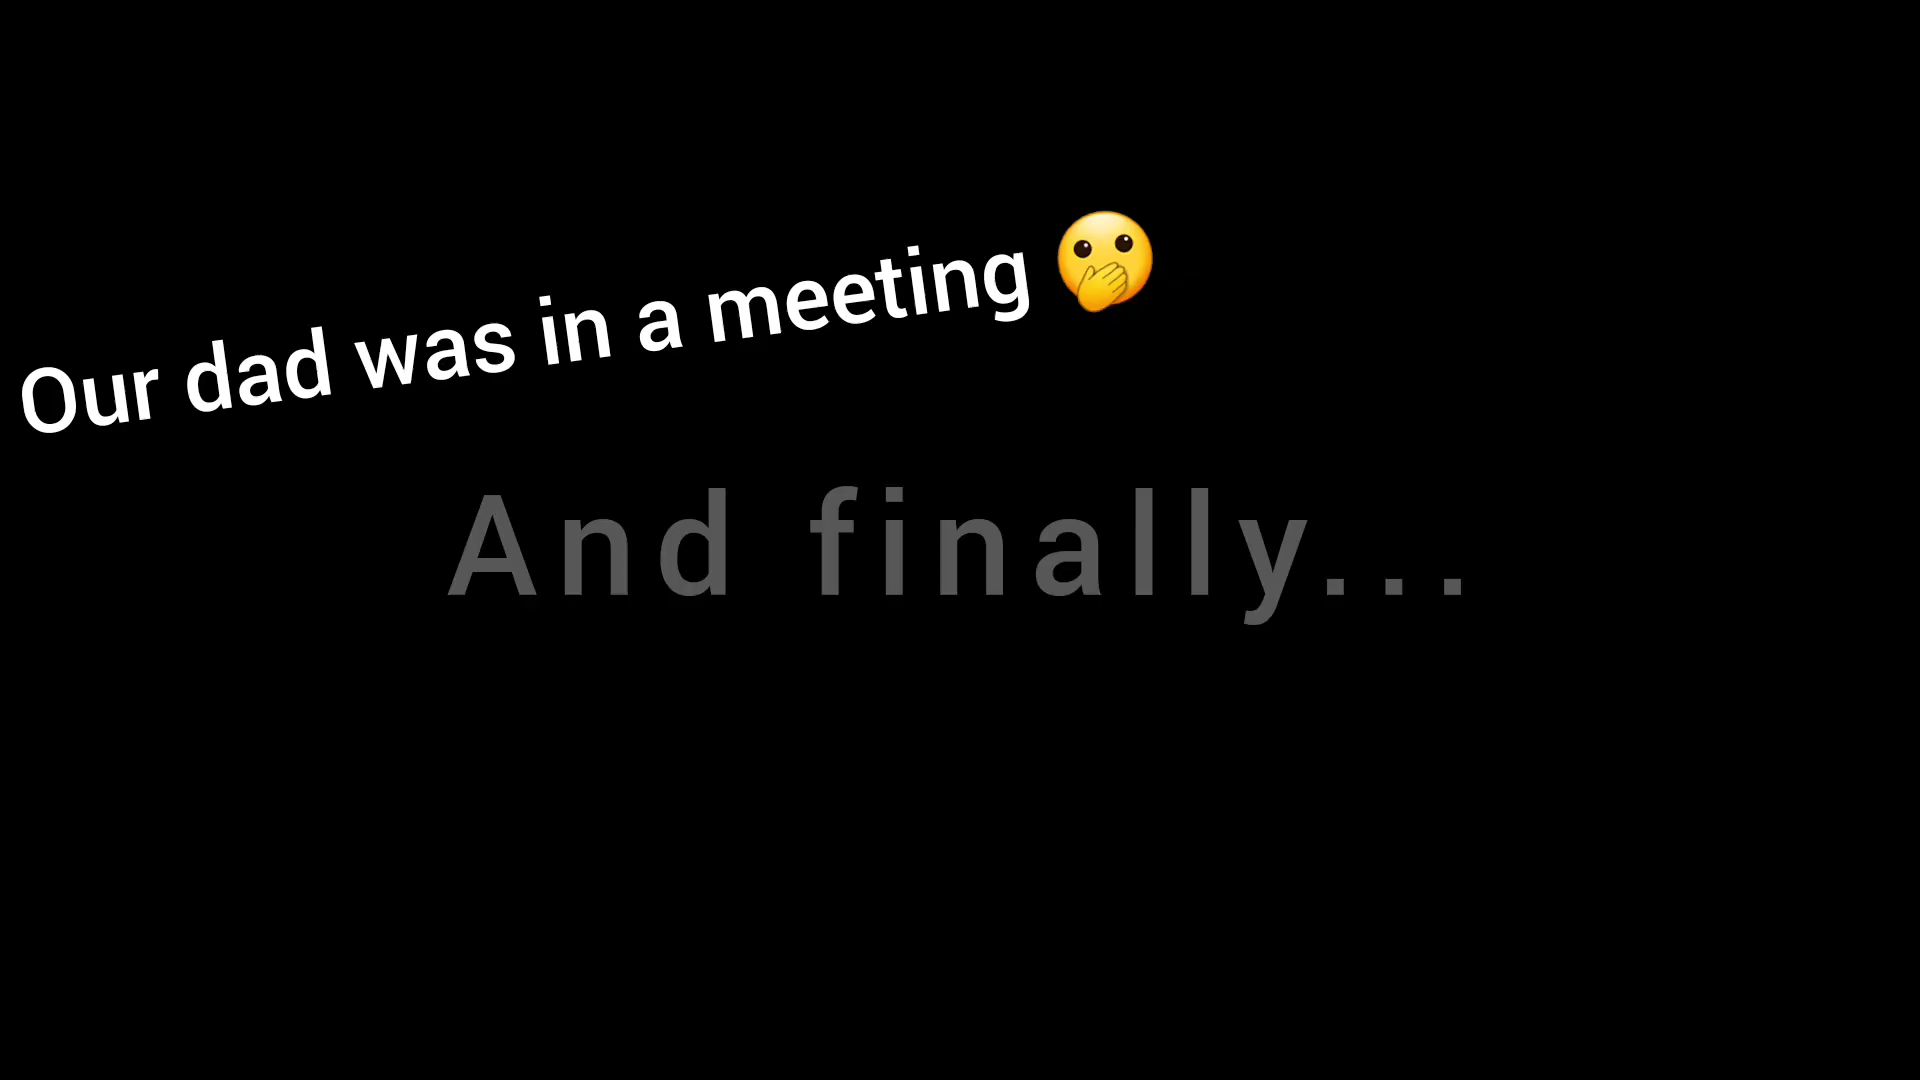 Our dad was in a meeting 🫢
And finally...